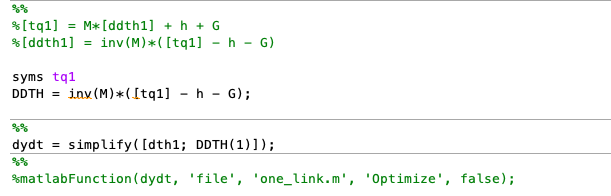 %%
%[tq1] = M*[ddth1] + h + G
%[ddth1] = inv(M)*([tq1] - h - G)
syms tq1
DDTH = inv(M)*([tq1] - h - G);
%%
dydt = simplify([dth1; DDTH(1)]);
%%
%matlabFunction(dydt, 'file', 'one_link.m', 'Optimize', false);